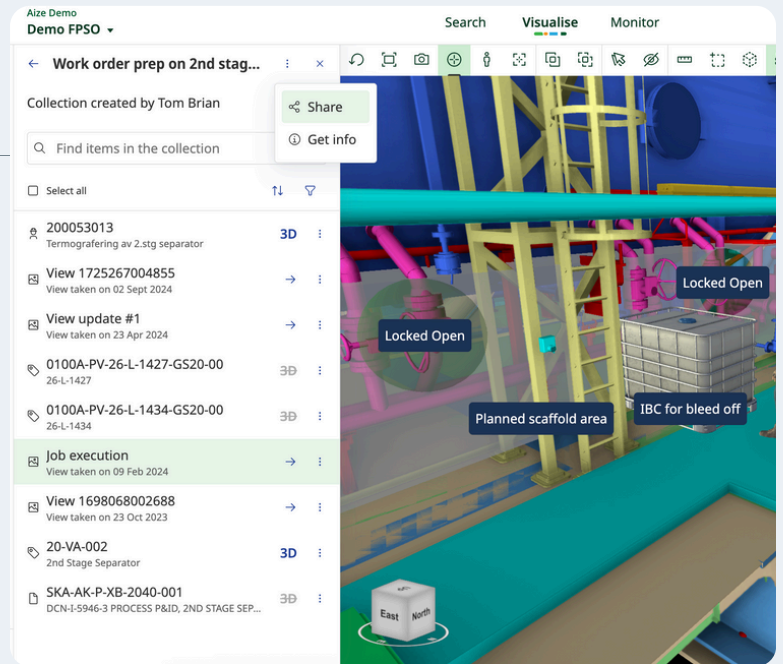 Aize Demo
Demo FPSO
Search
Visualise
Monitor
Work order prep on 2nd stag...
Collection created by Tom Brian
Share
Get info
Find items in the collection
Select all
200053013
3D
Termografering av 2.stg separator
View 1725267004855
View taken on 02 Sept 2024
View update #1
View taken on 23 Apr 2024
0100A-PV-26-L-1427-GS20-00
3D
26-L-1427
0100A-PV-26-L-1434-GS20-00
3D
26-L-1434
Job execution
View taken on 09 Feb 2024
View 1698068002688
View taken on 23 Oct 2023
20-VA-002
3D
2nd Stage Separator
SKA-AK-P-XB-2040-001
3D
DCN-I-5946-3 PROCESS P&ID, 2ND STAGE SEP...
Locked Open
Locked Open
Planned scaffold area
IBC for bleed off
East
North